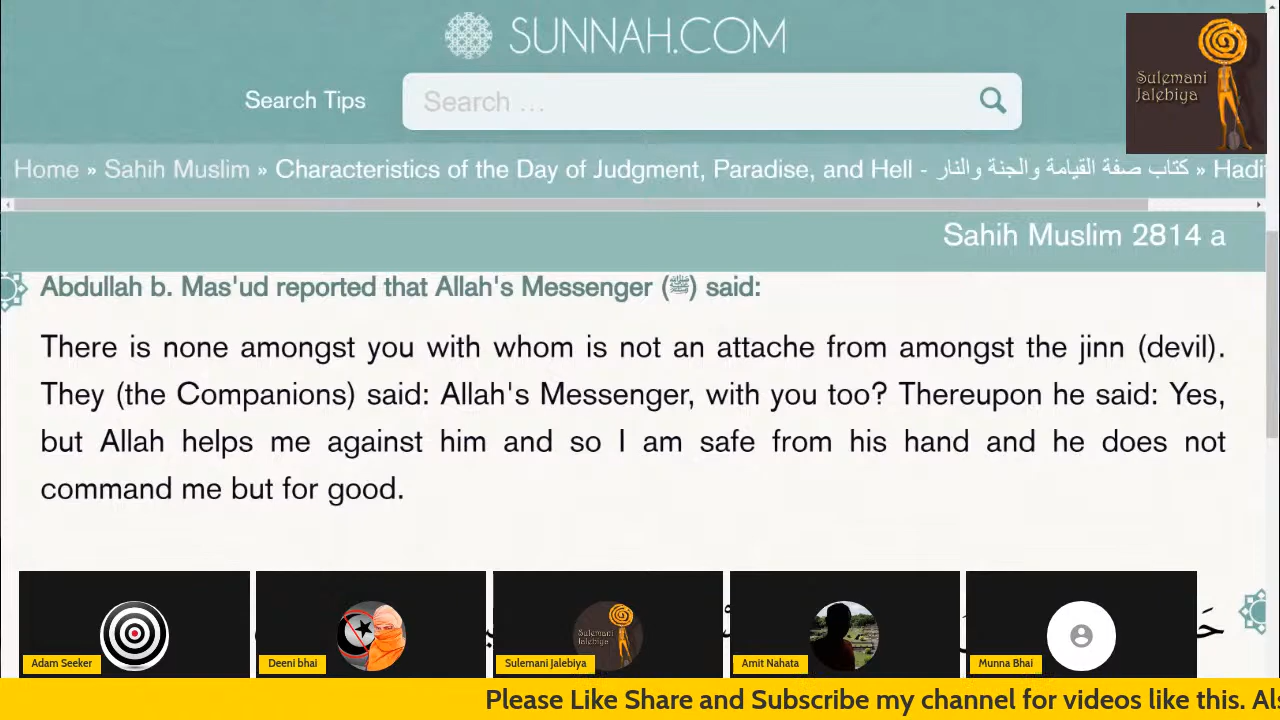 SUNNAH.COM
Sulemani
Jalebiya
Search Tips
Search …
Home » Sahih Muslim » Characteristics of the Day of Judgment, Paradise, and Hell - كتاب صفة القيامة والجنة والنار » Hadi
Sahih Muslim 2814 a
Abdullah b. Mas'ud reported that Allah's Messenger (ﷺ) said:
There is none amongst you with whom is not an attache from amongst the jinn (devil).
They (the Companions) said: Allah's Messenger, with you too? Thereupon he said: Yes,
but Allah helps me against him and so I am safe from his hand and he does not
command me but for good.
Sulemani
Jalebiya
Adam Seeker
Deeni bhai
Sulemani Jalebiya
Amit Nahata
Munna Bhai
Please Like Share and Subscribe my channel for videos like this. Als